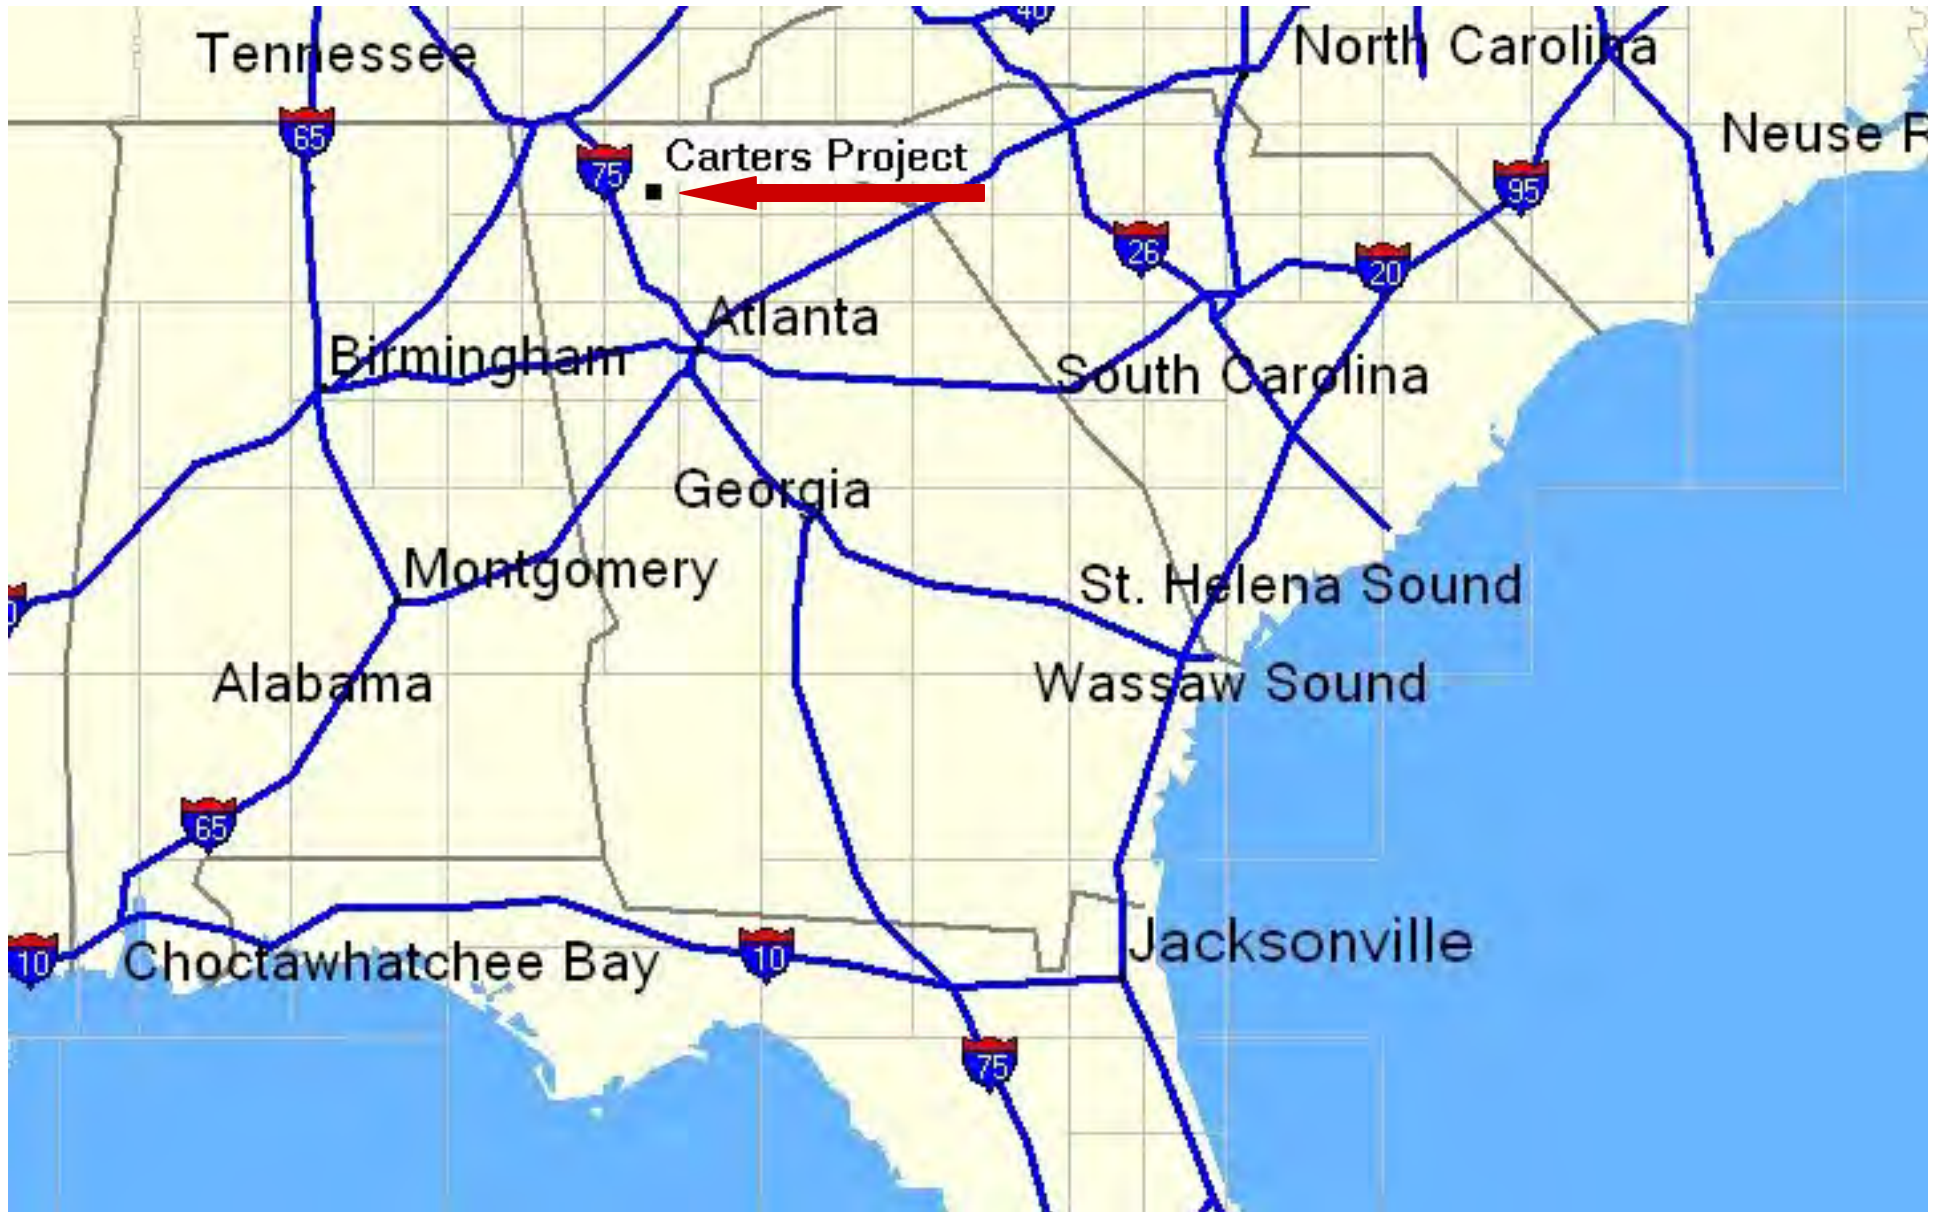 40
Tennessee
North Carolina
65
Neuse R
Carters Project
75
95
26
20
Atlanta
Birmingham
South Carolina
Georgia
Montgomery
St. Helena Sound
Alabama
Wassaw Sound
65
Jacksonville
10
Choctawhatchee Bay
10
75